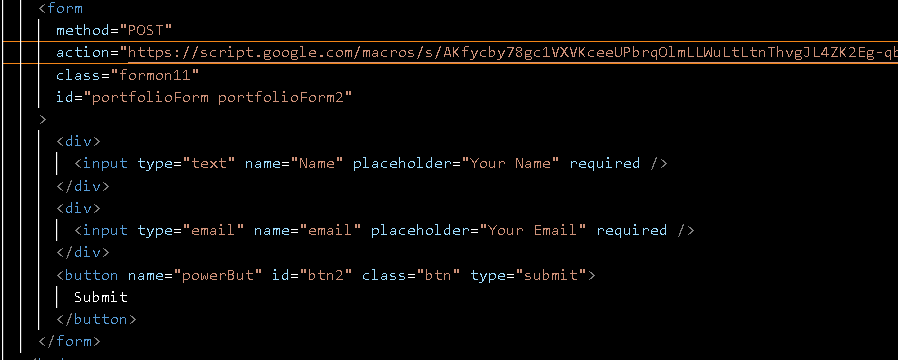 <form
method="POST"
action="https://script.google.com/macros/s/AKfycby78gc1VXVKceeUPbrqOlmLLWuLtLtnThvgJL4ZK2Eg-qb
class="formon11"
id="portfolioForm portfolioForm2"
>
<div>
<input type="text" name="Name" placeholder="Your Name" required />
</div>
<div>
<input type="email" name="email" placeholder="Your Email" required />
</div>
<button name="powerBut" id="btn2" class="btn" type="submit">
Submit
</button>
</form>